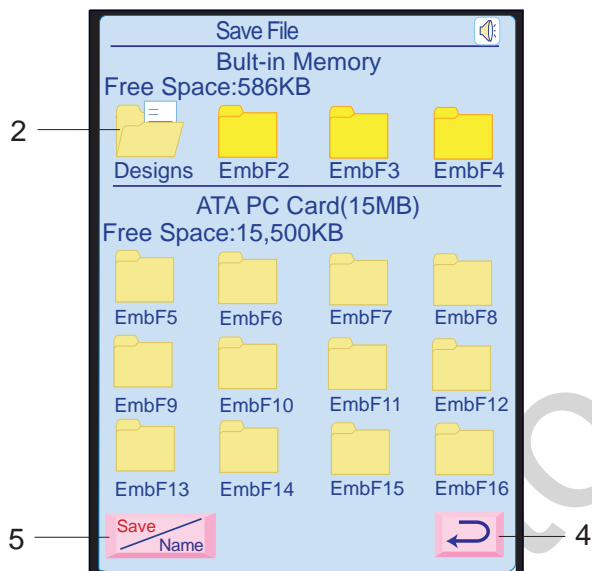 Save File
Bult-in Memory
Free Space:586KB
2
Designs EmbF2 EmbF3 EmbF4
ATA PC Card(15MB)
Free Space:15,500KB
EmbF5 EmbF6 EmbF7 EmbF8
EmbF9 EmbF10 EmbF11 EmbF12
EmbF13 EmbF14 EmbF15 EmbF16
5
Save
Name
4